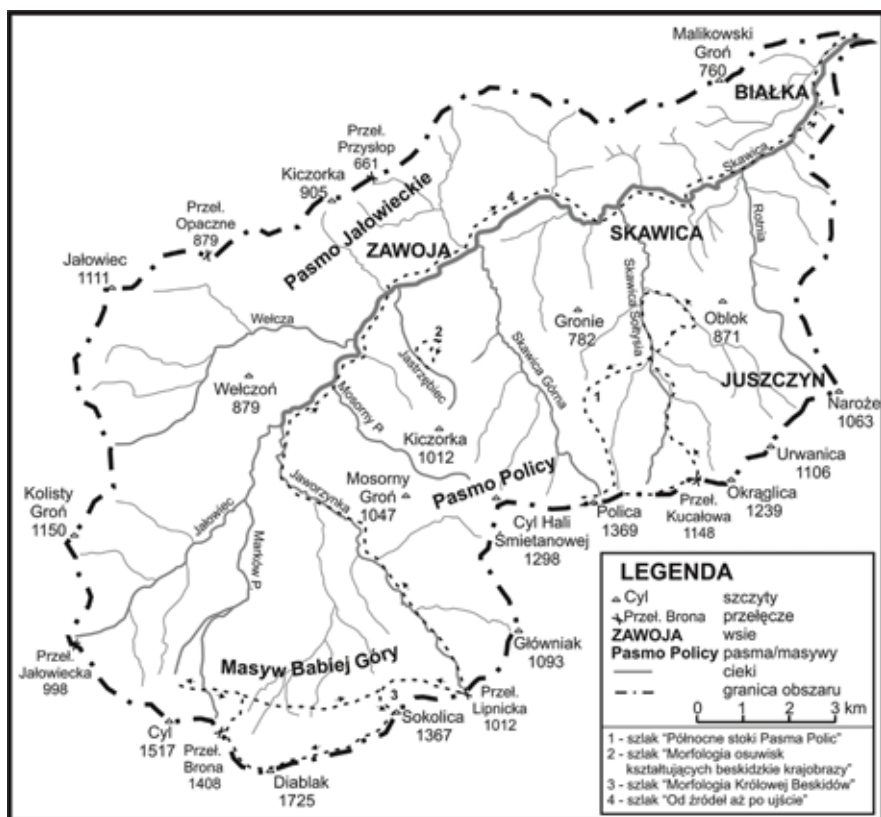 Malikowski
Groń
760
BIAŁKA
Przeł.
Przysłop
661
Kiczorka
905
Skawica
Przeł.
Opaczne
879
Pasmo Jałowieckie
4
ZAWOJA
SKAWICA
Rotnia
Jałowiec
1111
Wełcza
Skawica Sołtysia
Gronie
782
Oblok
871
2
Jastrzębiec
Skawica Górna
JUSZCZYN
Wełczoń
879
Mosorny P.
1
Naroże
1063
Kiczorka
1012
Urwanica
1106
Kolisty
Groń
1150
Jaworzynka
Mosorny
Groń
1047
Pasmo Policy
Okrąglica
1239
Jałowiec
Marków P.
Cyl Hali
Śmietanowej
1298
Polica
1369
Przeł.
Kucałowa
1148
Przeł.
Jałowiecka
998
Masyw Babiej Góry
Główniak
1093
3
Sokolica
1367
Przeł.
Lipnicka
1012
Cyl
1517
Przeł.
Brona
1408
Diablak
1725
LEGENDA
Cyl szczyty
Przeł. Brona przełęcze
ZAWOJA wsie
Pasmo Policy pasma/masywy
cieki
granica obszaru
0 1 2 3 km
1 - szlak "Północne stoki Pasma Polic"
2 - szlak "Morfologia osuwisk
kształtujących beskidzkie krajobrazy"
3 - szlak "Morfologia Królowej Beskidów"
4 - szlak "Od źródeł aż po ujście"